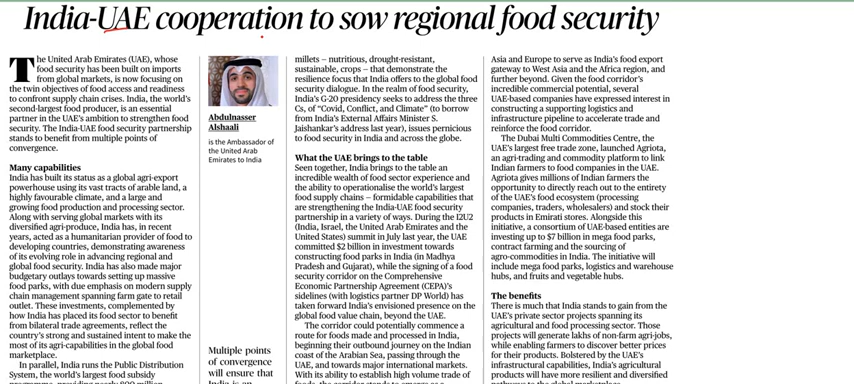 India-UAE cooperation to sow regional food security
The United Arab Emirates (UAE), whose
food security has been built on imports
from global markets, is now focusing on
the twin objectives of food access and readiness
to confront supply chain crises. India, the world's
second-largest food producer, is an essential
partner in the UAE's ambition to strengthen food
security. The India-UAE food security partnership
stands to benefit from multiple points of
convergence.
Many capabilities
India has built its status as a global agri-export
powerhouse using its vast tracts of arable land, a
highly favourable climate, and a large and
growing food production and processing sector.
Along with serving global markets with its
diversified agri-produce, India has, in recent
years, acted as a humanitarian provider of food to
developing countries, demonstrating awareness
of its evolving role in advancing regional and
global food security. India has also made major
budgetary outlays towards setting up massive
food parks, with due emphasis on modern supply
chain management spanning farm gate to retail
outlet. These investments, complemented by
how India has placed its food sector to benefit
from bilateral trade agreements, reflect the
country's strong and sustained intent to make the
most of its agri-capabilities in the global food
marketplace.
In parallel, India runs the Public Distribution
System, the world's largest food subsidy
Abdulnasser
Alshaali
is the Ambassador of
the United Arab
Emirates to India
Multiple points
of convergence
will ensure that
India is an
millets – nutritious, drought-resistant,
sustainable, crops – that demonstrate the
resilience focus that India offers to the global food
security dialogue. In the realm of food security,
India's G-20 presidency seeks to address the three
Cs, of "Covid, Conflict, and Climate" (to borrow
from India's External Affairs Minister S.
Jaishankar's address last year), issues pernicious
to food security in India and across the globe.
What the UAE brings to the table
Seen together, India brings to the table an
incredible wealth of food sector experience and
the ability to operationalise the world's largest
food supply chains – formidable capabilities that
are strengthening the India-UAE food security
partnership in a variety of ways. During the I2U2
(India, Israel, the United Arab Emirates and the
United States) summit in July last year, the UAE
committed $2 billion in investment towards
constructing food parks in India (in Madhya
Pradesh and Gujarat), while the signing of a food
security corridor on the Comprehensive
Economic Partnership Agreement (CEPA)'s
sidelines (with logistics partner DP World) has
taken forward India's envisioned presence on the
global food value chain, beyond the UAE.
The corridor could potentially commence a
route for foods made and processed in India,
beginning their outbound journey on the Indian
coast of the Arabian Sea, passing through the
UAE, and towards major international markets.
With its ability to establish high volume trade of
Asia and Europe to serve as India's food export
gateway to West Asia and the Africa region, and
further beyond. Given the food corridor's
incredible commercial potential, several
UAE-based companies have expressed interest in
constructing a supporting logistics and
infrastructure pipeline to accelerate trade and
reinforce the food corridor.
The Dubai Multi Commodities Centre, the
UAE's largest free trade zone, launched Agriota,
an agri-trading and commodity platform to link
Indian farmers to food companies in the UAE.
Agriota gives millions of Indian farmers the
opportunity to directly reach out to the entirety
of the UAE's food ecosystem (processing
companies, traders, wholesalers) and stock their
products in Emirati stores. Alongside this
initiative, a consortium of UAE-based entities are
investing up to $7 billion in mega food parks,
contract farming and the sourcing of
agro-commodities in India. The initiative will
include mega food parks, logistics and warehouse
hubs, and fruits and vegetable hubs.
The benefits
There is much that India stands to gain from the
UAE's private sector projects spanning its
agricultural and food processing sector. Those
projects will generate lakhs of non-farm agri-jobs,
while enabling farmers to discover better prices
for their products. Bolstered by the UAE's
infrastructural capabilities, India's agricultural
products will have more resilient and diversified